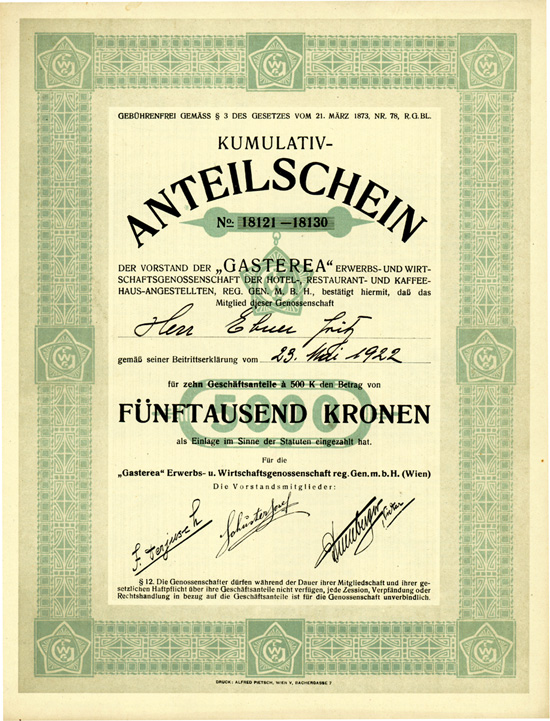 GEBÜHRENFREI GEMÄSS § 3 DES GESETZES VOM 21. MÄRZ 1873, NR. 78, R.G.BL.
KUMULATIV-
ANTEILSCHEIN
No: 18121 — 18130
DER VORSTAND DER „GASTEREA“ ERWERBS- UND WIRT-
SCHAFTSGENOSSENSCHAFT DER HOTEL-, RESTAURANT- UND KAFFEE-
HAUS-ANGESTELLTEN, REG. GEN. M. B. H., bestätigt hiermit, daß das
Mitglied dieser Genossenschaft
Herr Ebner Fritz
gemäß seiner Beitrittserklärung vom 23. Mai 1922
für zehn Geschäftsanteile à 500 K den Betrag von
5000
FÜNFTAUSEND KRONEN
als Einlage im Sinne der Statuten eingezahlt hat.
Für die
„Gasterea“ Erwerbs- u. Wirtschaftsgenossenschaft reg. Gen. m. b. H. (Wien)
Die Vorstandsmitglieder:
Schuster Josef
§ 12. Die Genossenschafter dürfen während der Dauer ihrer Mitgliedschaft und ihrer ge-
setzlichen Haftpflicht über ihre Geschäftsanteile nicht verfügen, jede Zession, Verpfändung oder
Rechtshandlung in bezug auf die Geschäftsanteile ist für die Genossenschaft unverbindlich.
DRUCK: ALFRED PIETSCH, WIEN V, BACHERGASSE 7